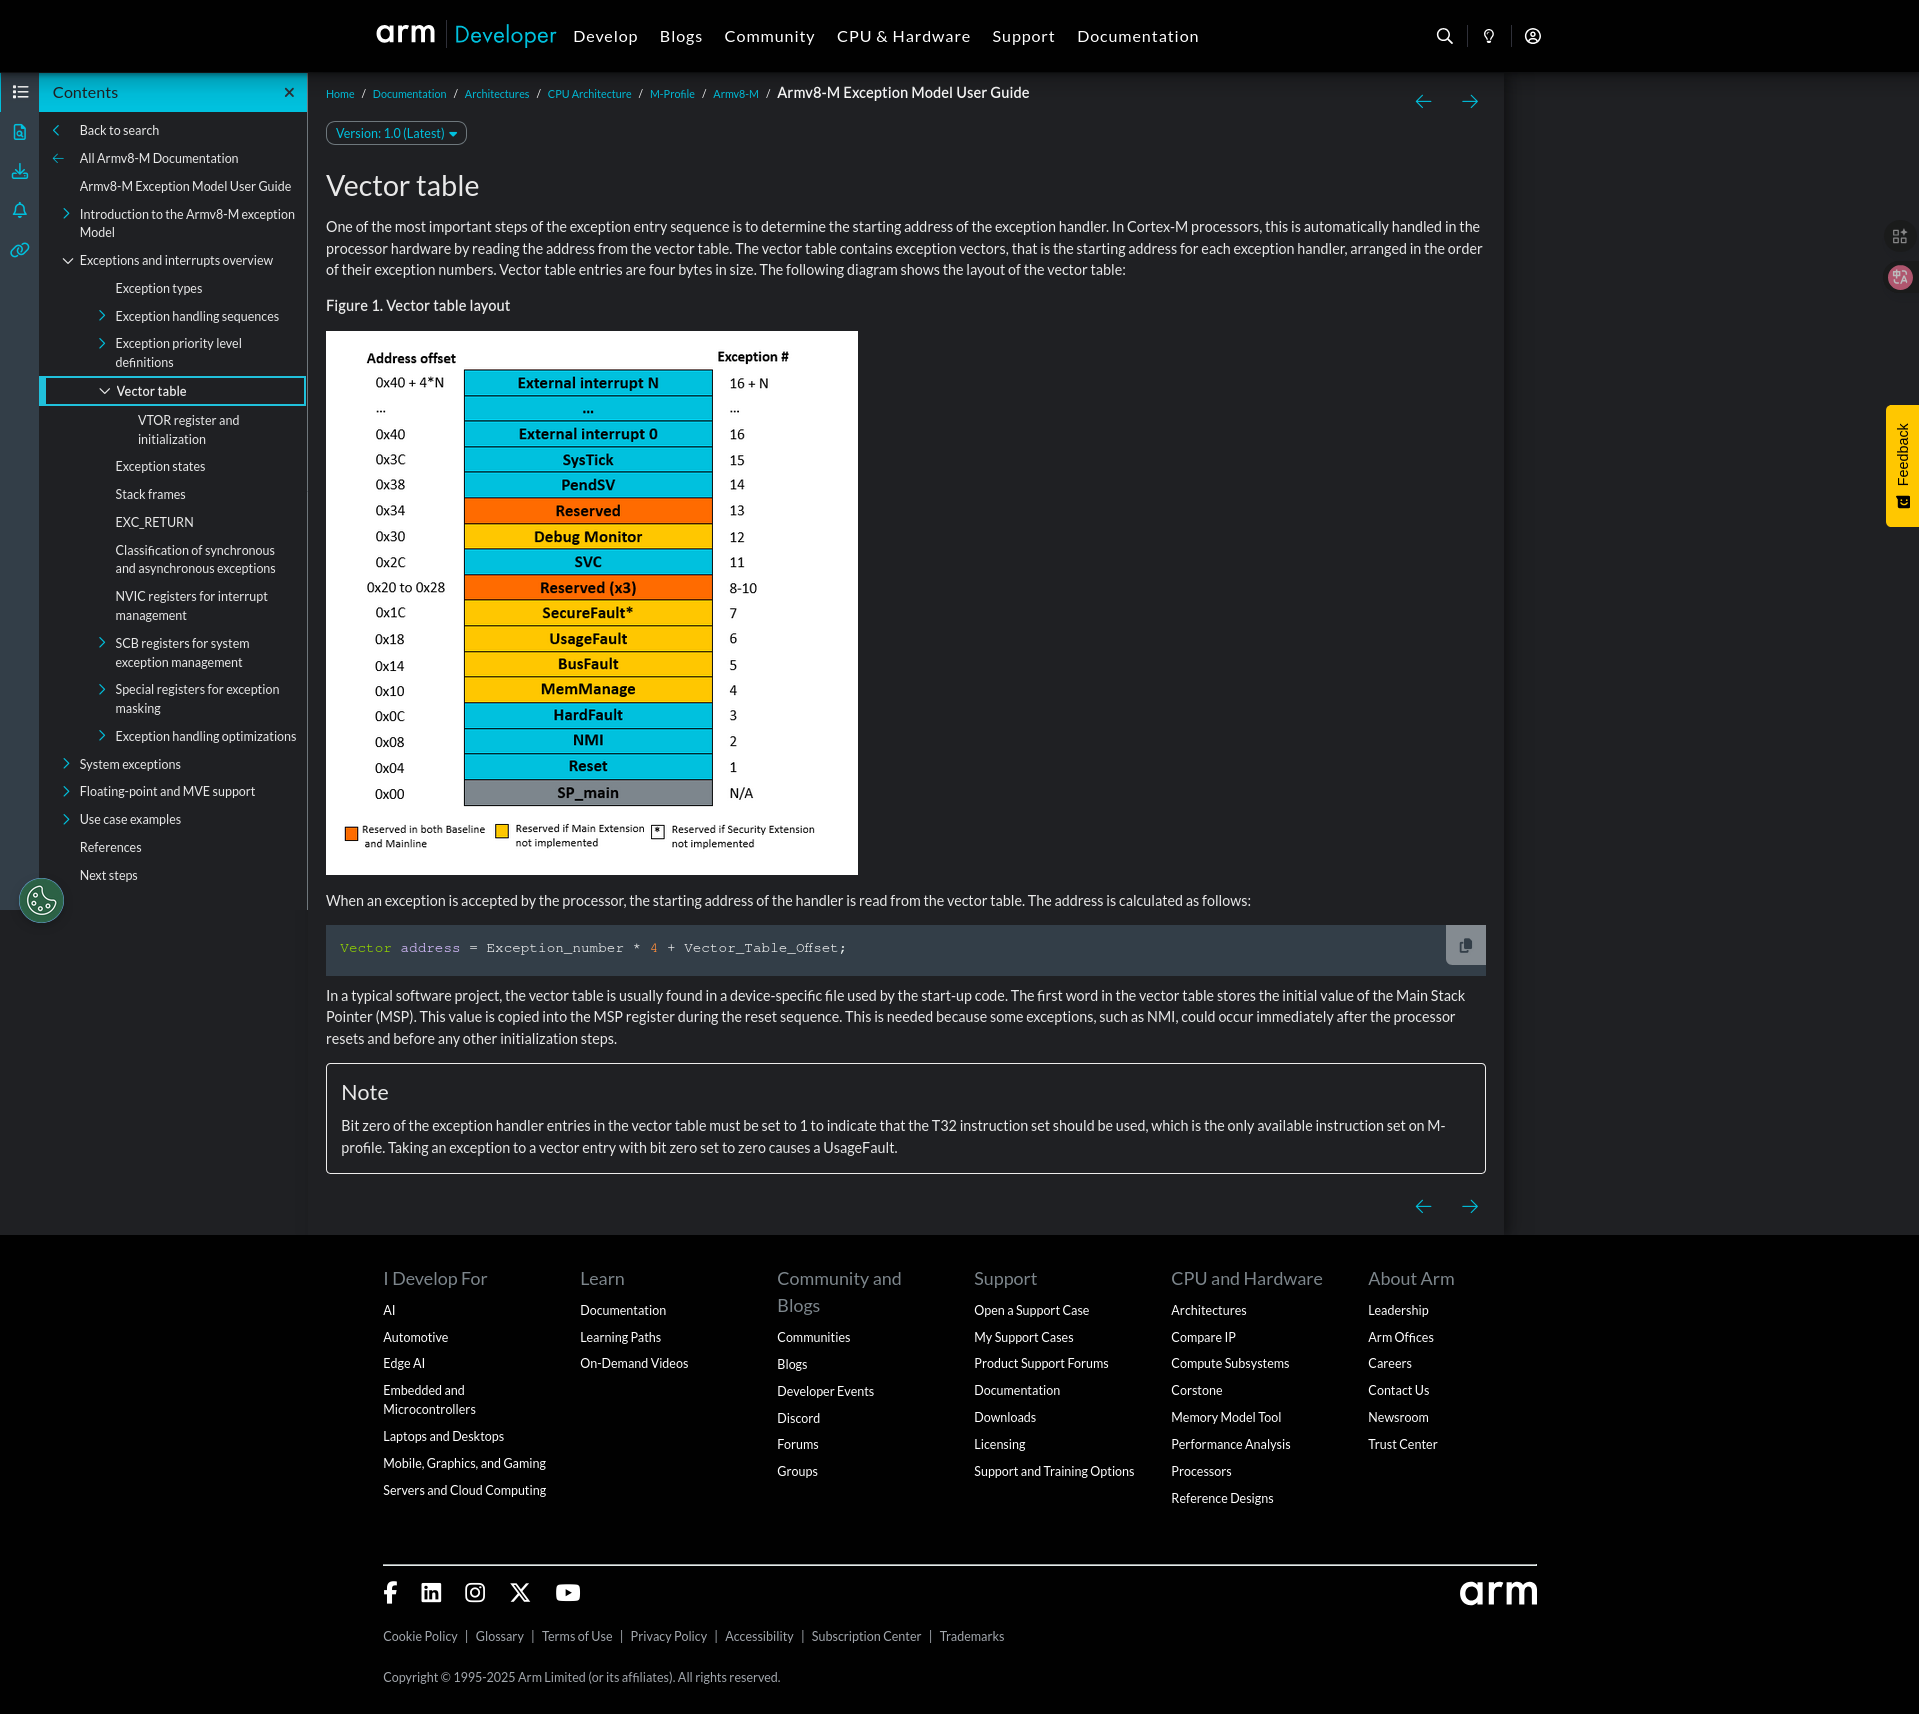 arm Developer
Develop
Blogs
Community
CPU & Hardware
Support
Documentation
Contents
Back to search
All Armv8-M Documentation
Armv8-M Exception Model User Guide
Introduction to the Armv8-M exception
Model
Exceptions and interrupts overview
Exception types
Exception handling sequences
Exception priority level
definitions
Vector table
VTOR register and
initialization
Exception states
Stack frames
EXC_RETURN
Classification of synchronous
and asynchronous exceptions
NVIC registers for interrupt
management
SCB registers for system
exception management
Special registers for exception
masking
Exception handling optimizations
System exceptions
Floating-point and MVE support
Use case examples
References
Next steps
Home / Documentation / Architectures / CPU Architecture / M-Profile / Armv8-M / Armv8-M Exception Model User Guide
Version: 1.0 (Latest)
Vector table
One of the most important steps of the exception entry sequence is to determine the starting address of the exception handler. In Cortex-M processors, this is automatically handled in the
processor hardware by reading the address from the vector table. The vector table contains exception vectors, that is the starting address for each exception handler, arranged in the order
of their exception numbers. Vector table entries are four bytes in size. The following diagram shows the layout of the vector table:
Figure 1. Vector table layout
Address offset Exception #
0x40 + 4*N External interrupt N 16 + N
... ... ...
0x40 External interrupt 0 16
0x3C SysTick 15
0x38 PendSV 14
0x34 Reserved 13
0x30 Debug Monitor 12
0x2C SVC 11
0x20 to 0x28 Reserved (x3) 8-10
0x1C SecureFault* 7
0x18 UsageFault 6
0x14 BusFault 5
0x10 MemManage 4
0x0C HardFault 3
0x08 NMI 2
0x04 Reset 1
0x00 SP_main N/A
Reserved in both Baseline
and Mainline
Reserved if Main Extension
not implemented
* Reserved if Security Extension
not implemented
When an exception is accepted by the processor, the starting address of the handler is read from the vector table. The address is calculated as follows:
Vector address = Exception_number * 4 + Vector_Table_Offset;
In a typical software project, the vector table is usually found in a device-specific file used by the start-up code. The first word in the vector table stores the initial value of the Main Stack
Pointer (MSP). This value is copied into the MSP register during the reset sequence. This is needed because some exceptions, such as NMI, could occur immediately after the processor
resets and before any other initialization steps.
Note
Bit zero of the exception handler entries in the vector table must be set to 1 to indicate that the T32 instruction set should be used, which is the only available instruction set on M-
profile. Taking an exception to a vector entry with bit zero set to zero causes a UsageFault.
Feedback
I Develop For
AI
Automotive
Edge AI
Embedded and
Microcontrollers
Laptops and Desktops
Mobile, Graphics, and Gaming
Servers and Cloud Computing
Learn
Documentation
Learning Paths
On-Demand Videos
Community and
Blogs
Communities
Blogs
Developer Events
Discord
Forums
Groups
Support
Open a Support Case
My Support Cases
Product Support Forums
Documentation
Downloads
Licensing
Support and Training Options
CPU and Hardware
Architectures
Compare IP
Compute Subsystems
Corstone
Memory Model Tool
Performance Analysis
Processors
Reference Designs
About Arm
Leadership
Arm Offices
Careers
Contact Us
Newsroom
Trust Center
arm
Cookie Policy | Glossary | Terms of Use | Privacy Policy | Accessibility | Subscription Center | Trademarks
Copyright © 1995-2025 Arm Limited (or its affiliates). All rights reserved.